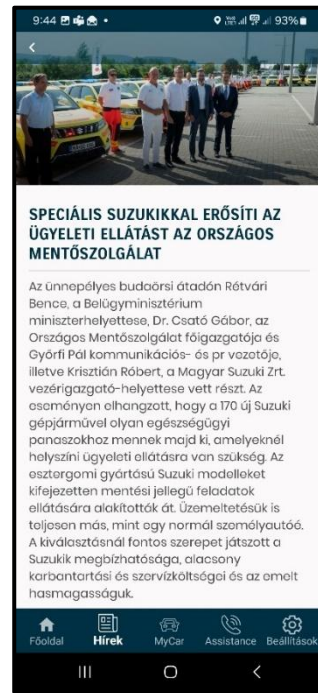 9:44
93%
SPECIÁLIS SUZUKIKKAL ERŐSÍTI AZ
ÜGYELETI ELLÁTÁST AZ ORSZÁGOS
MENTŐSZOLGÁLAT
Az ünnepélyes budaörsi átadón Rétvári
Bence, a Belügyminisztérium
miniszterhelyettese, Dr. Csató Gábor, az
Országos Mentőszolgálat főigazgatója és
Győrfi Pál kommunikációs- és pr vezetője,
illetve Krisztián Róbert, a Magyar Suzuki Zrt.
vezérigazgató-helyettese vett részt. Az
eseményen elhangzott, hogy a 170 új Suzuki
gépjárművel olyan egészségügyi
panaszokhoz mennek majd ki, amelyeknél
helyszíni ügyeleti ellátásra van szükség. Az
esztergomi gyártású Suzuki modelleket
kifejezetten mentési jellegű feladatok
ellátására alakították át. Üzemeltetésük is
teljesen más, mint egy normál személyautóé.
A kiválasztásnál fontos szerepet játszott a
Suzukik megbízhatósága, alacsony
karbantartási és szervízköltségei és az emelt
hasmagasságuk.
Főoldal Hírek MyCar Assistance Beállítások